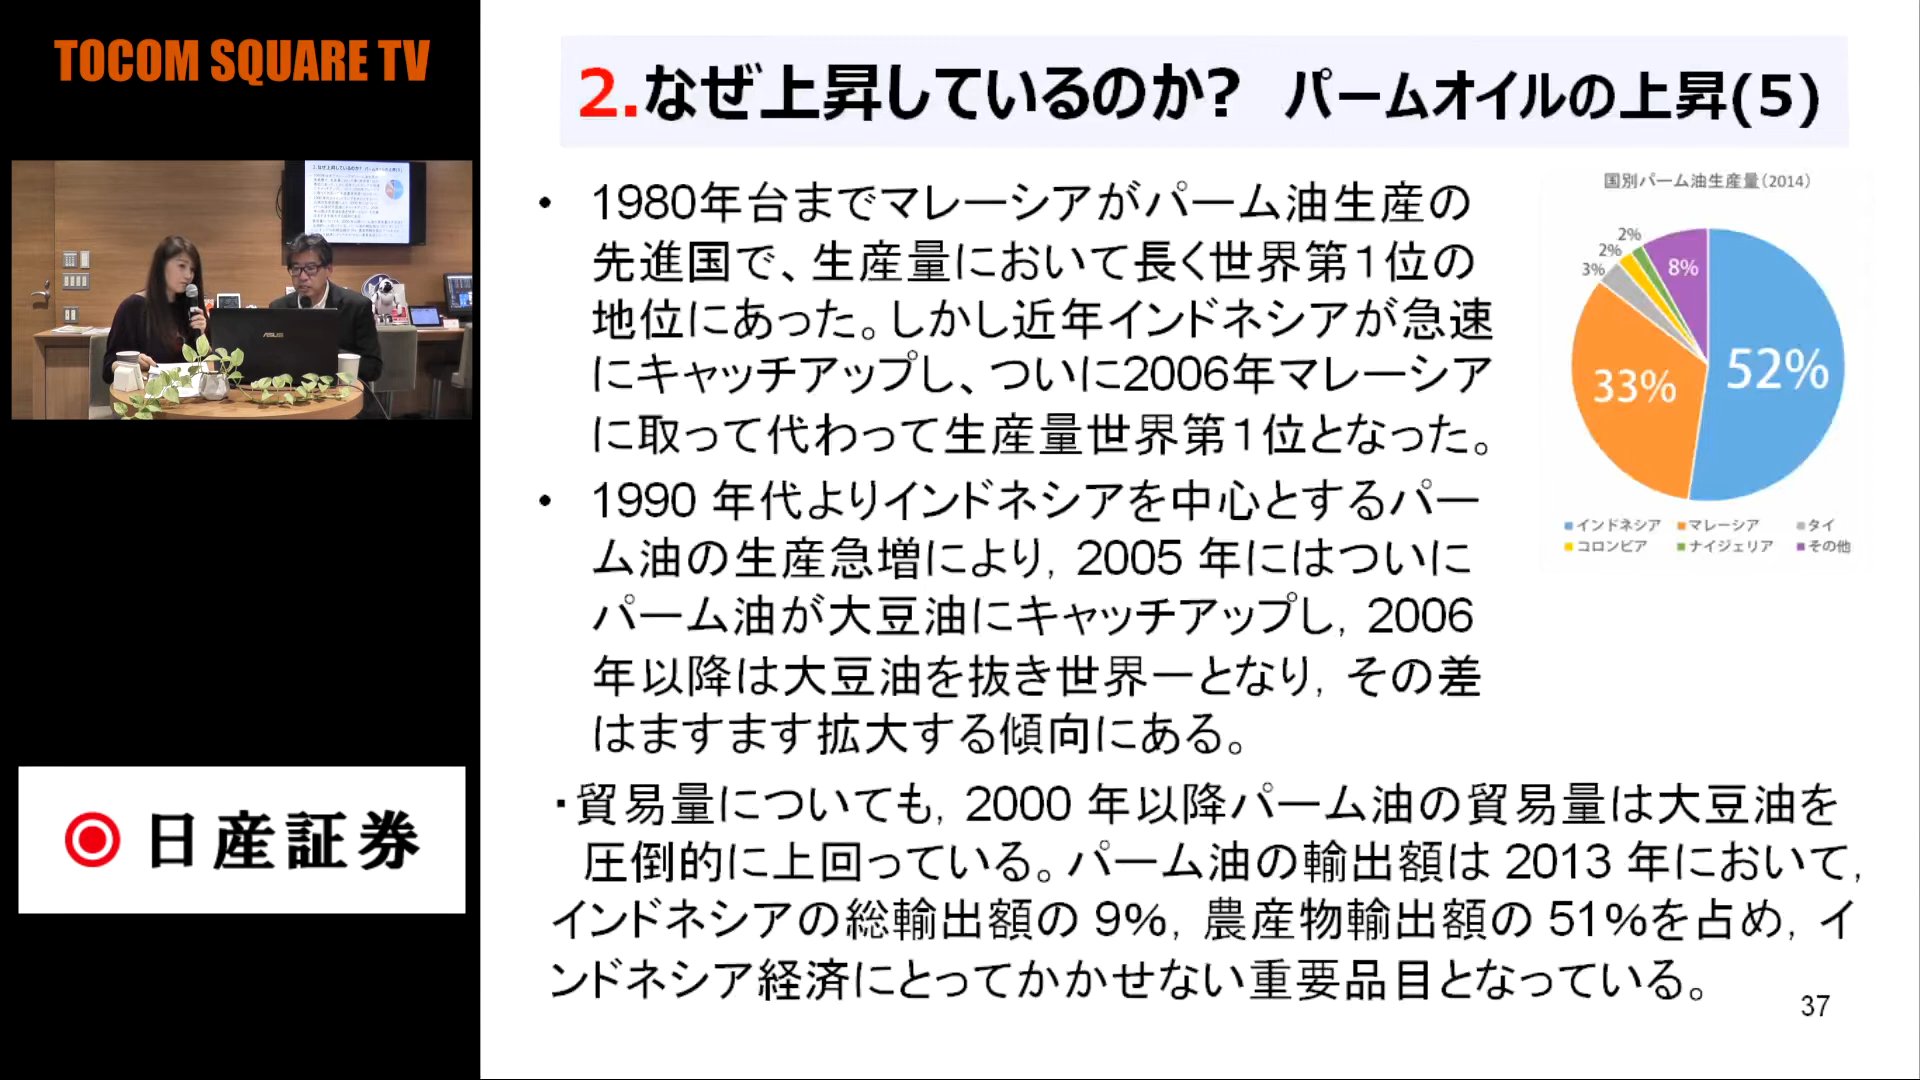 TOCOM SQUARE TV
2.なぜ上昇しているのか? パームオイルの上昇(5)
• 1980年台までマレーシアがパーム油生産の
先進国で、生産量において長く世界第1位の
地位にあった。しかし近年インドネシアが急速
にキャッチアップし、ついに2006年マレーシア
に取って代わって生産量世界第1位となった。
• 1990 年代よりインドネシアを中心とするパー
ム油の生産急増により, 2005 年にはついに
パーム油が大豆油にキャッチアップし, 2006
年以降は大豆油を抜き世界一となり, その差
はますます拡大する傾向にある。
・貿易量についても, 2000 年以降パーム油の貿易量は大豆油を
圧倒的に上回っている。パーム油の輸出額は 2013 年において,
インドネシアの総輸出額の 9%, 農産物輸出額の 51%を占め, イ
ンドネシア経済にとってかかせない重要品目となっている。
国別パーム油生産量(2014)
2%
2%
3%
8%
52%
33%
インドネシア マレーシア タイ
コロンビア ナイジェリア その他
37
ASUS
日産証券